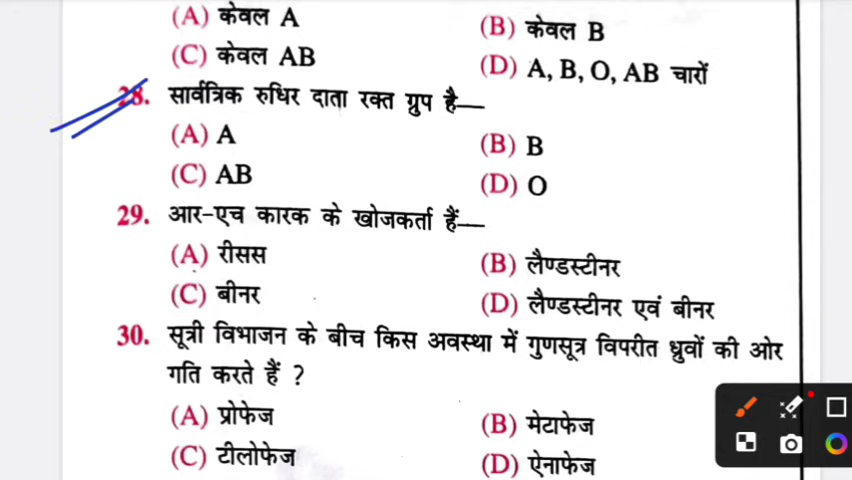 (A) केवल A (B) केवल B
(C) केवल AB (D) A, B, O, AB चारों
28. सार्वत्रिक रुधिर दाता रक्त ग्रुप है—
(A) A (B) B
(C) AB (D) O
29. आर-एच कारक के खोजकर्ता हैं—
(A) रीसस (B) लैण्डस्टीनर
(C) बीनर (D) लैण्डस्टीनर एवं बीनर
30. सूत्री विभाजन के बीच किस अवस्था में गुणसूत्र विपरीत ध्रुवों की ओर
गति करते हैं ?
(A) प्रोफेज (B) मेटाफेज
(C) टीलोफेज (D) ऐनाफेज